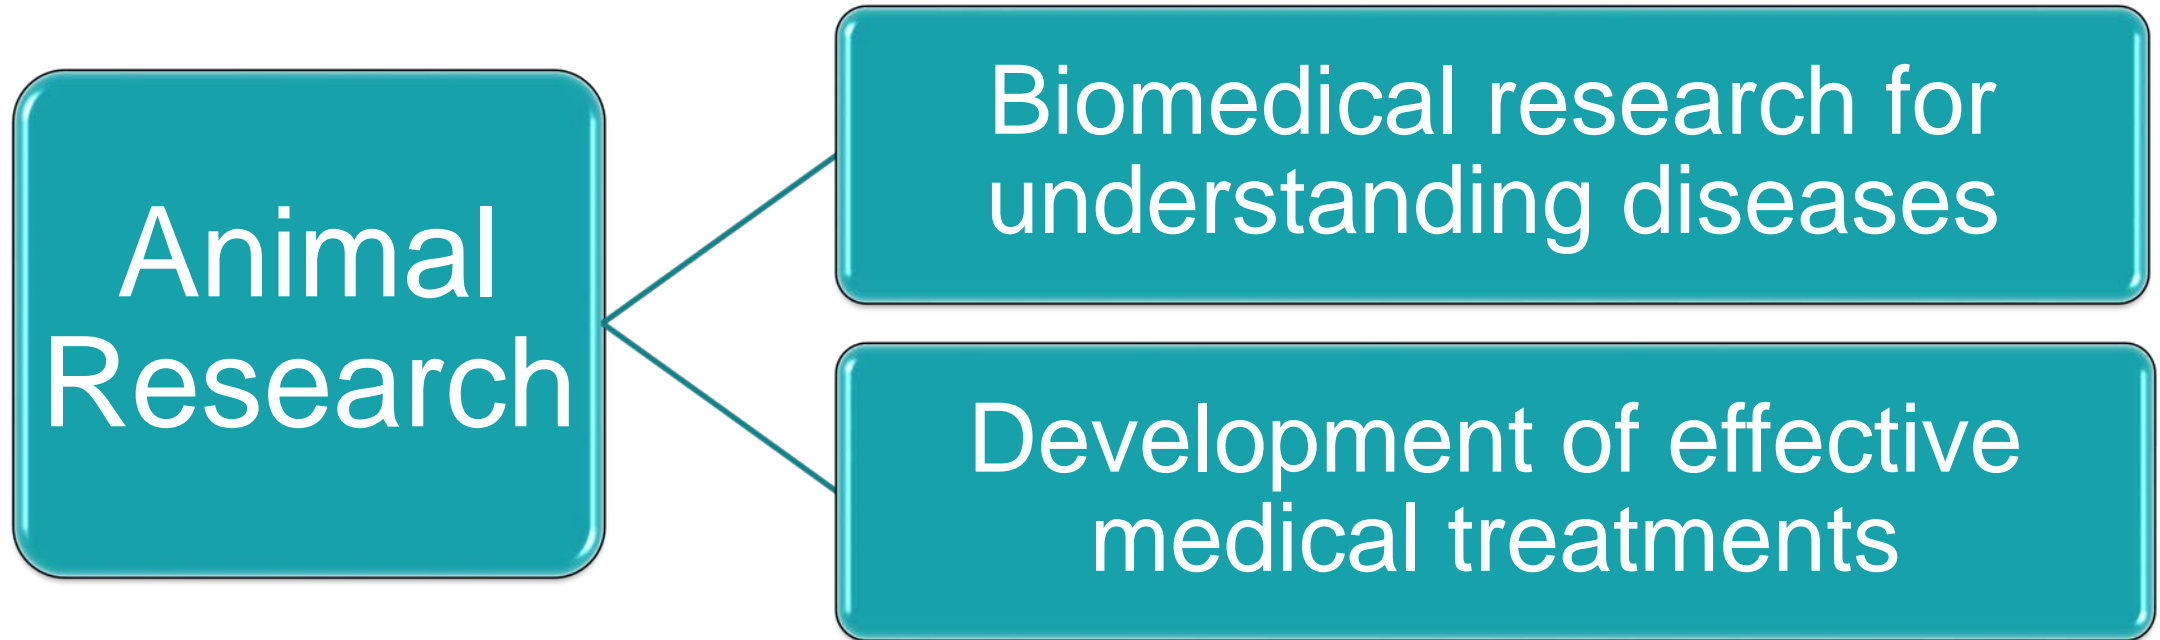 Animal
Research
Biomedical research for
understanding diseases
Development of effective
medical treatments